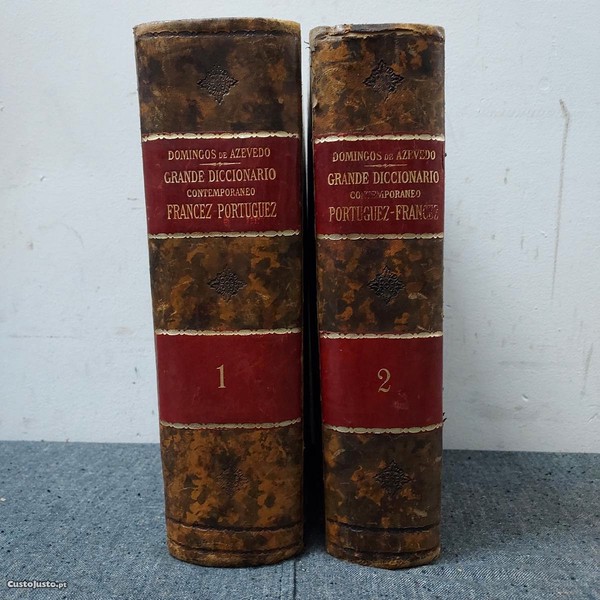 DOMINGOS DE AZEVEDO
GRANDE DICCIONARIO
CONTEMPORANEO
FRANCEZ PORTUGUEZ
1
DOMINGOS DE AZEVEDO
GRANDE DICCIONARIO
CONTEMPORANEO
PORTUGUEZ-FRANCEZ
2
CustoJusto.pt